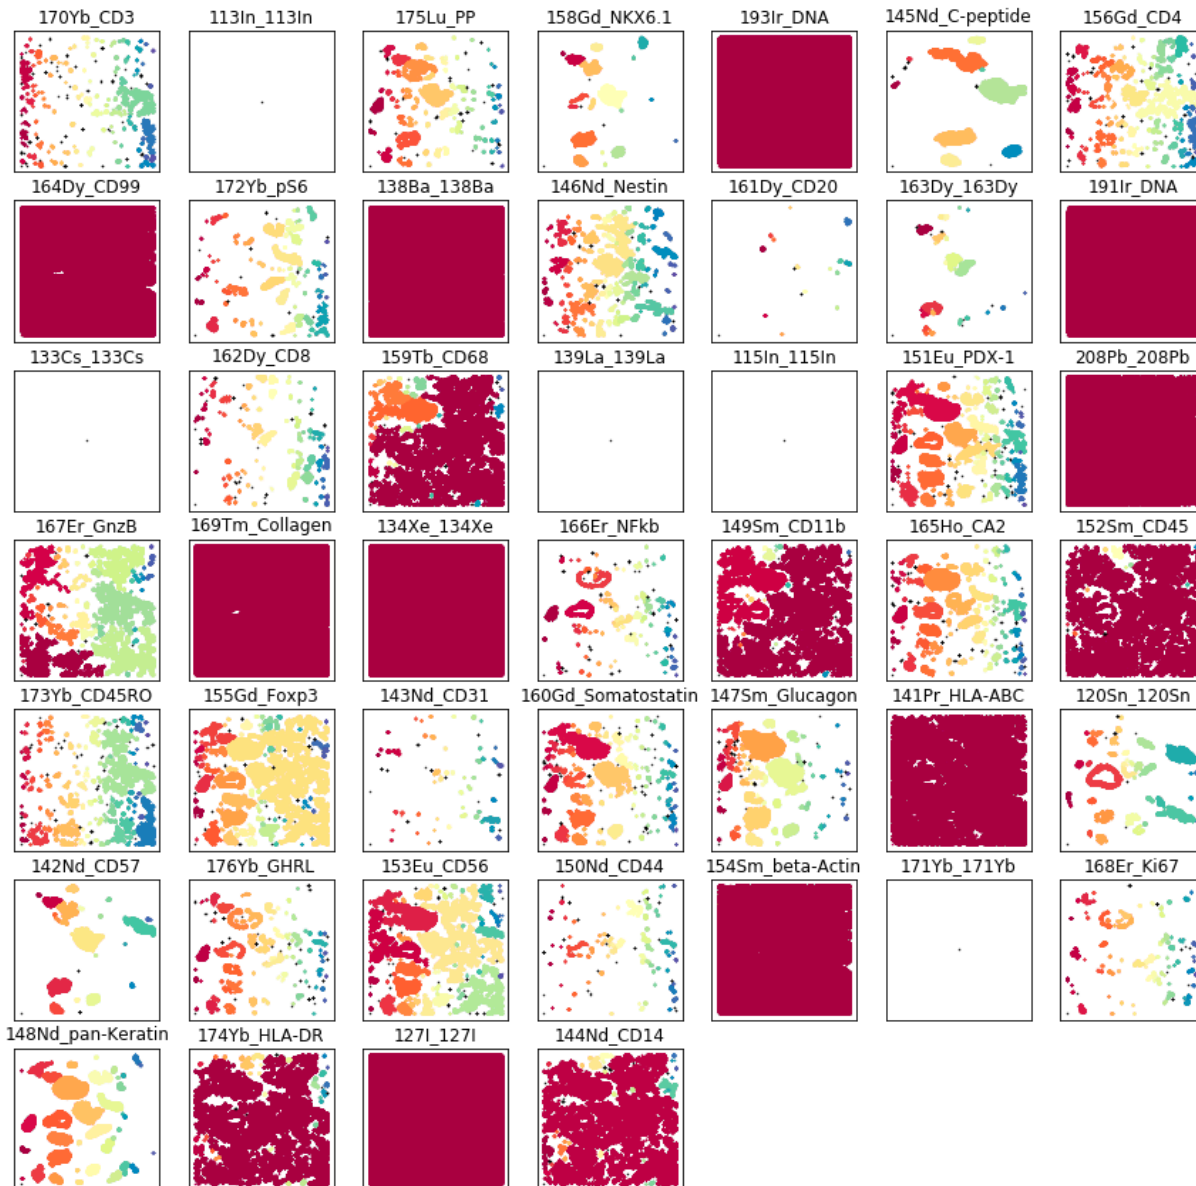 170Yb_CD3 113In_113In 175Lu_PP 158Gd_NKX6.1 193Ir_DNA 145Nd_C-peptide 156Gd_CD4
164Dy_CD99 172Yb_pS6 138Ba_138Ba 146Nd_Nestin 161Dy_CD20 163Dy_163Dy 191Ir_DNA
133Cs_133Cs 162Dy_CD8 159Tb_CD68 139La_139La 115In_115In 151Eu_PDX-1 208Pb_208Pb
167Er_GnzB 169Tm_Collagen 134Xe_134Xe 166Er_NFkb 149Sm_CD11b 165Ho_CA2 152Sm_CD45
173Yb_CD45RO 155Gd_Foxp3 143Nd_CD31 160Gd_Somatostatin 147Sm_Glucagon 141Pr_HLA-ABC 120Sn_120Sn
142Nd_CD57 176Yb_GHRL 153Eu_CD56 150Nd_CD44 154Sm_beta-Actin 171Yb_171Yb 168Er_Ki67
148Nd_pan-Keratin 174Yb_HLA-DR 127I_127I 144Nd_CD14